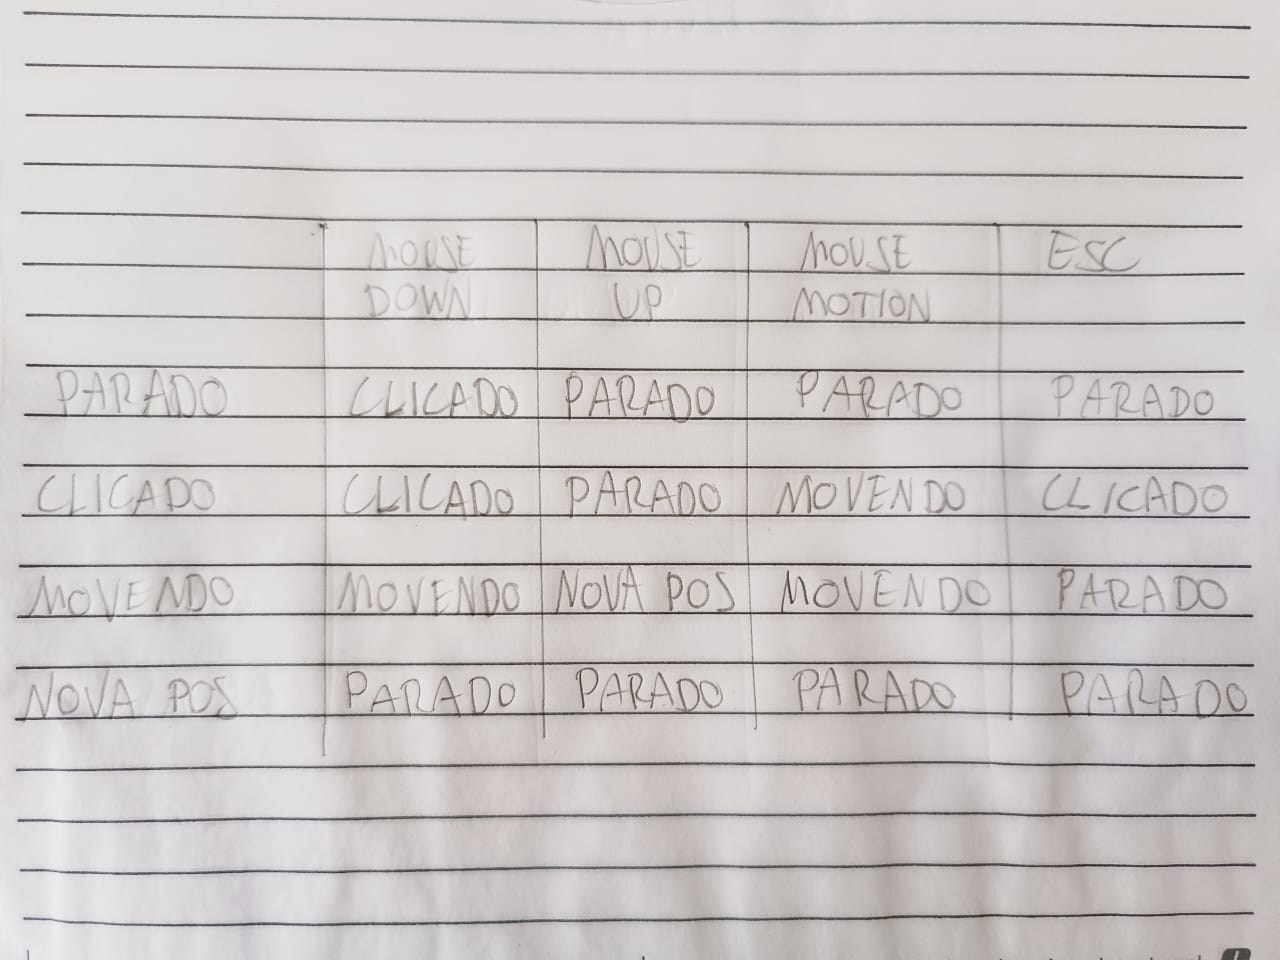 MOUSE MOUSE MOUSE ESC
DOWN UP MOTION
PARADO CLICADO PARADO PARADO PARADO
CLICADO CLICADO PARADO MOVENDO CLICADO
MOVENDO MOVENDO NOVA POS MOVENDO PARADO
NOVA POS PARADO PARADO PARADO PARADO